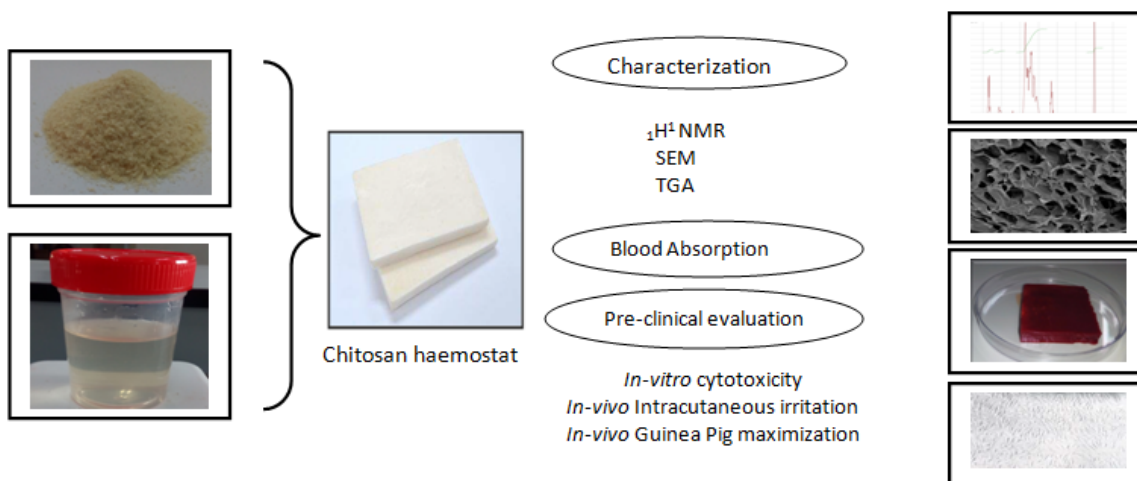 Characterization
₁H¹ NMR
SEM
TGA
Chitosan haemostat
Blood Absorption
Pre-clinical evaluation
In-vitro cytotoxicity
In-vivo Intracutaneous irritation
In-vivo Guinea Pig maximization